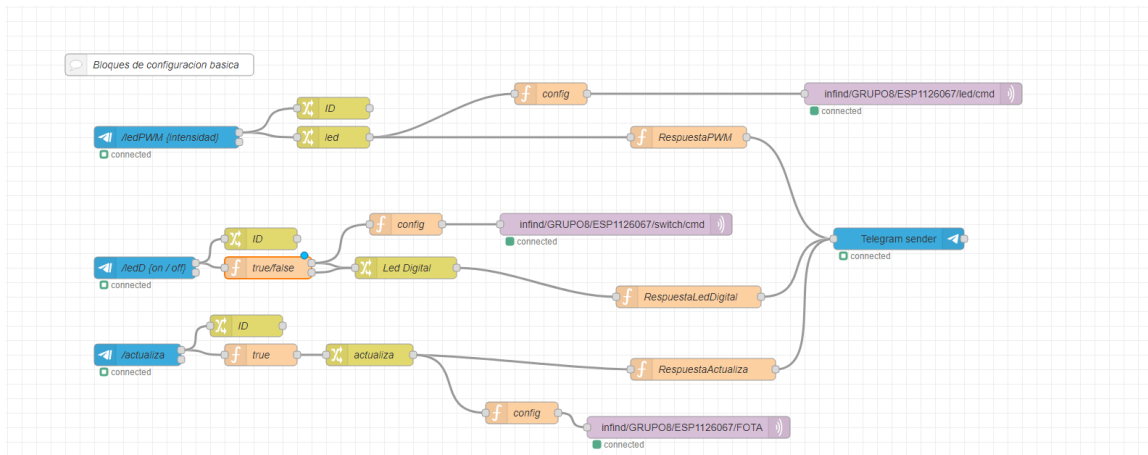 Bloques de configuracion basica
config
infind/GRUPO8/ESP1126067/led/cmd
connected
ID
/ledPWM {intensidad}
connected
led
RespuestaPWM
config
infind/GRUPO8/ESP1126067/switch/cmd
connected
ID
Telegram sender
connected
/ledD {on / off}
connected
true/false
Led Digital
RespuestaLedDigital
ID
/actualiza
connected
true
actualiza
RespuestaActualiza
config
infind/GRUPO8/ESP1126067/FOTA
connected